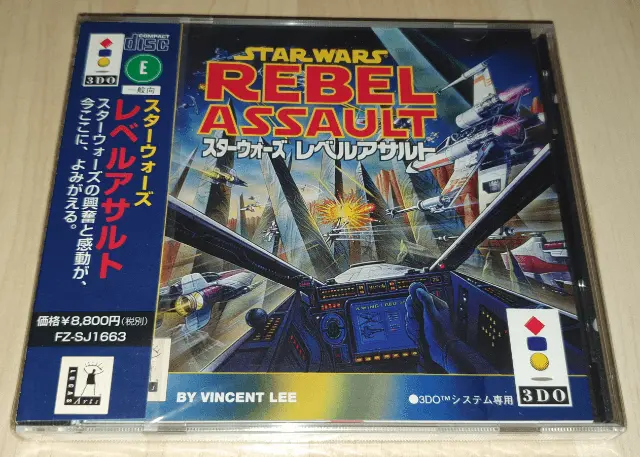 3DO
COMPACT
disc
E
一般向
スターウォーズ
レベルアサルト
スターウォーズの興奮と感動が、
今ここに、よみがえる。
価格￥8,800円(税別)
FZ-SJ1663
LUCAS
Arts
STAR WARS
REBEL
ASSAULT
スターウォーズ レベルアサルト
BY VINCENT LEE
●3DO™システム専用
3DO